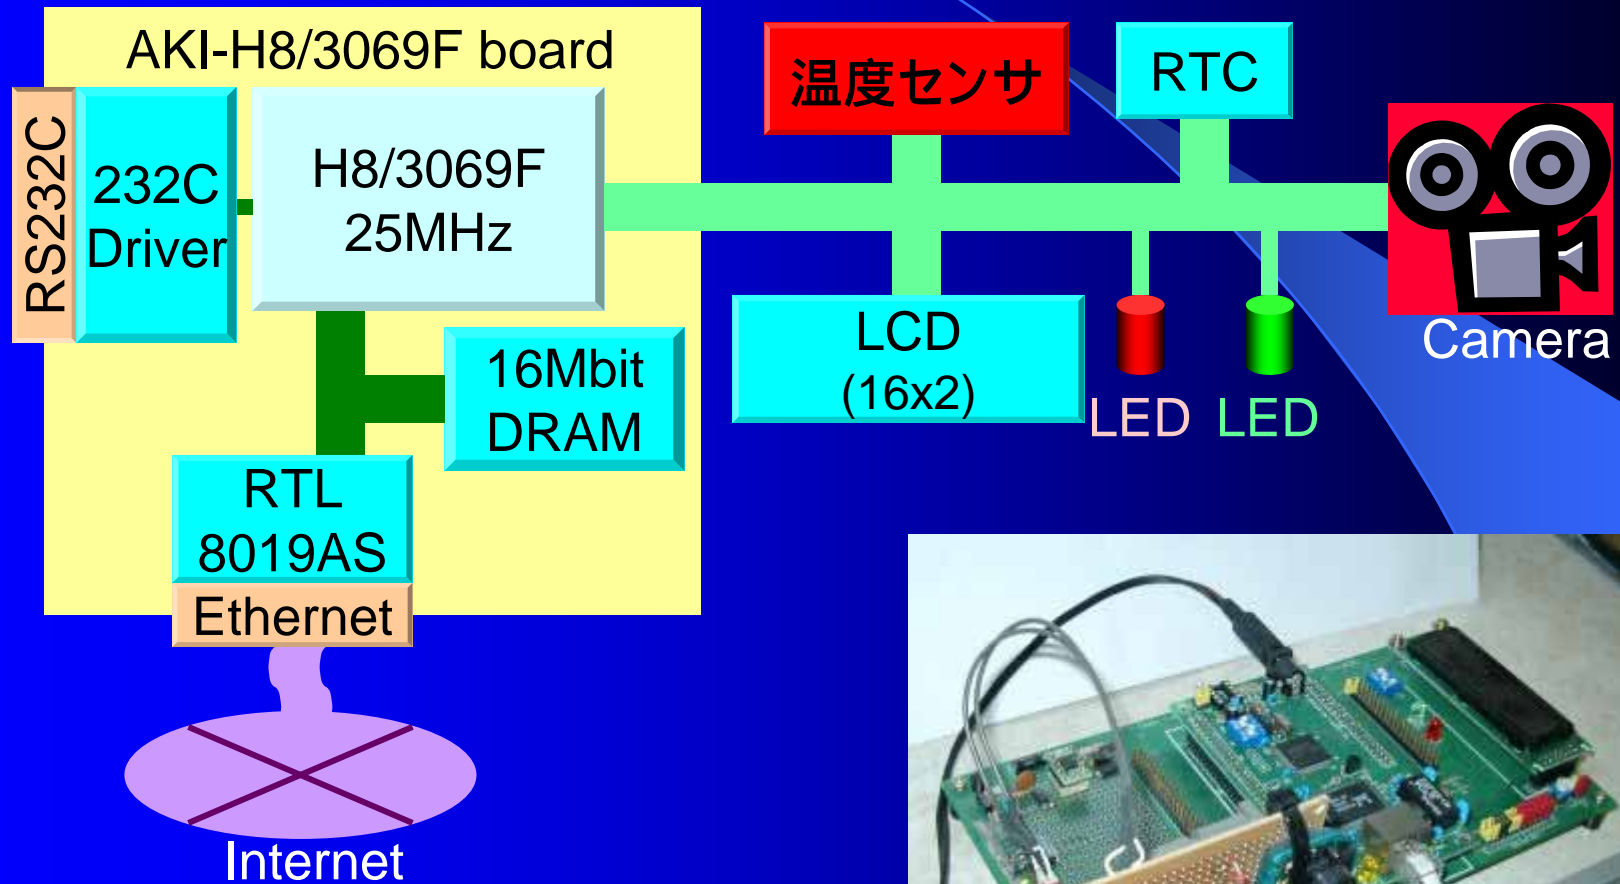 AKI-H8/3069F board
RS232C
232C
Driver
H8/3069F
25MHz
16Mbit
DRAM
RTL
8019AS
Ethernet
Internet
温度センサ
RTC
LCD
(16x2)
LED
LED
Camera